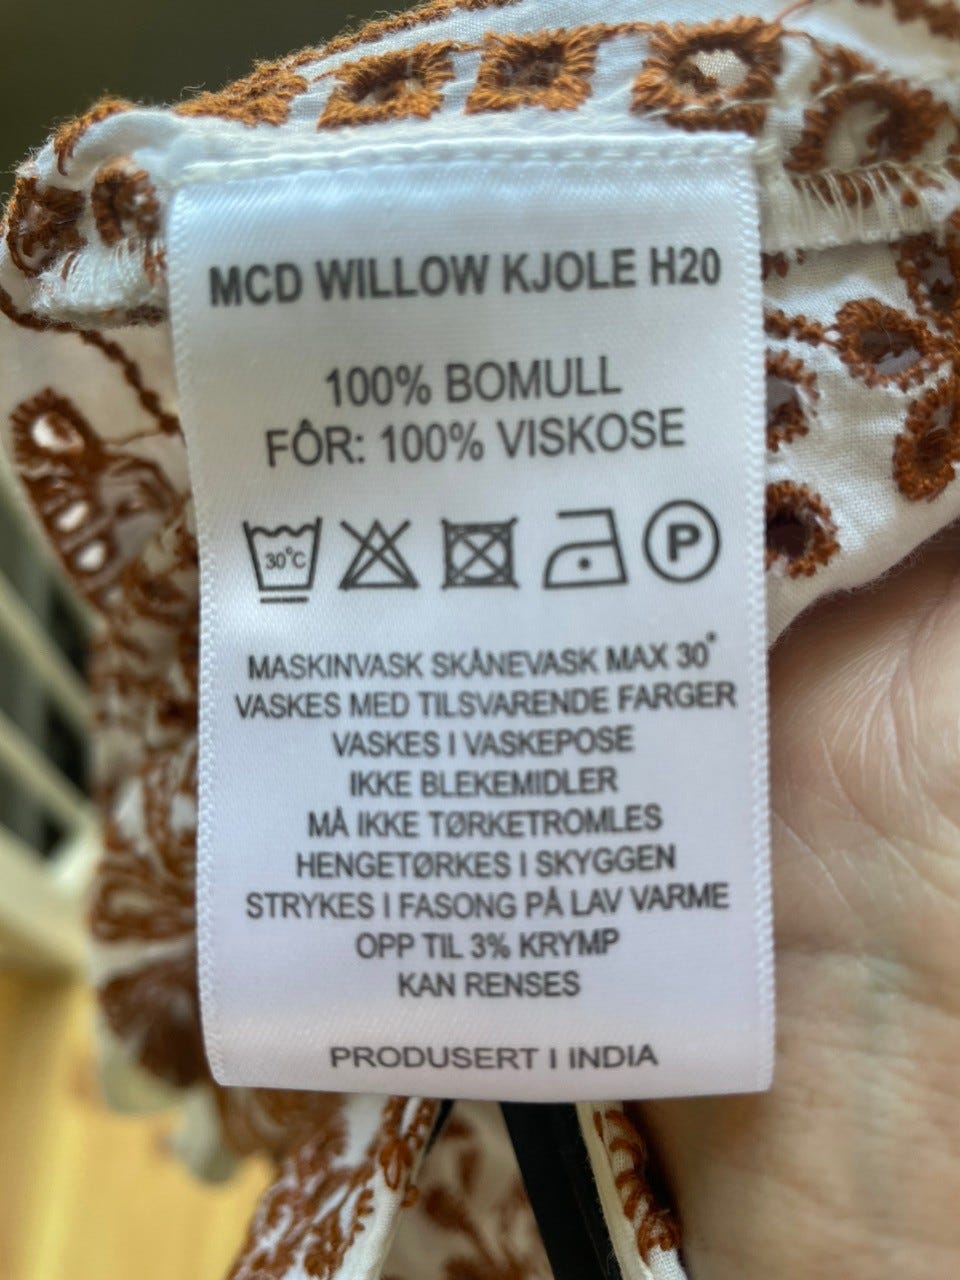 MCD WILLOW KJOLE H20
100% BOMULL
FÔR: 100% VISKOSE
30°C P
MASKINVASK SKÅNEVASK MAX 30°
VASKES MED TILSVARENDE FARGER
VASKES I VASKEPOSE
IKKE BLEKEMIDLER
MÅ IKKE TØRKETROMLES
HENGETØRKES I SKYGGEN
STRYKES I FASONG PÅ LAV VARME
OPP TIL 3% KRYMP
KAN RENSES
PRODUSERT I INDIA